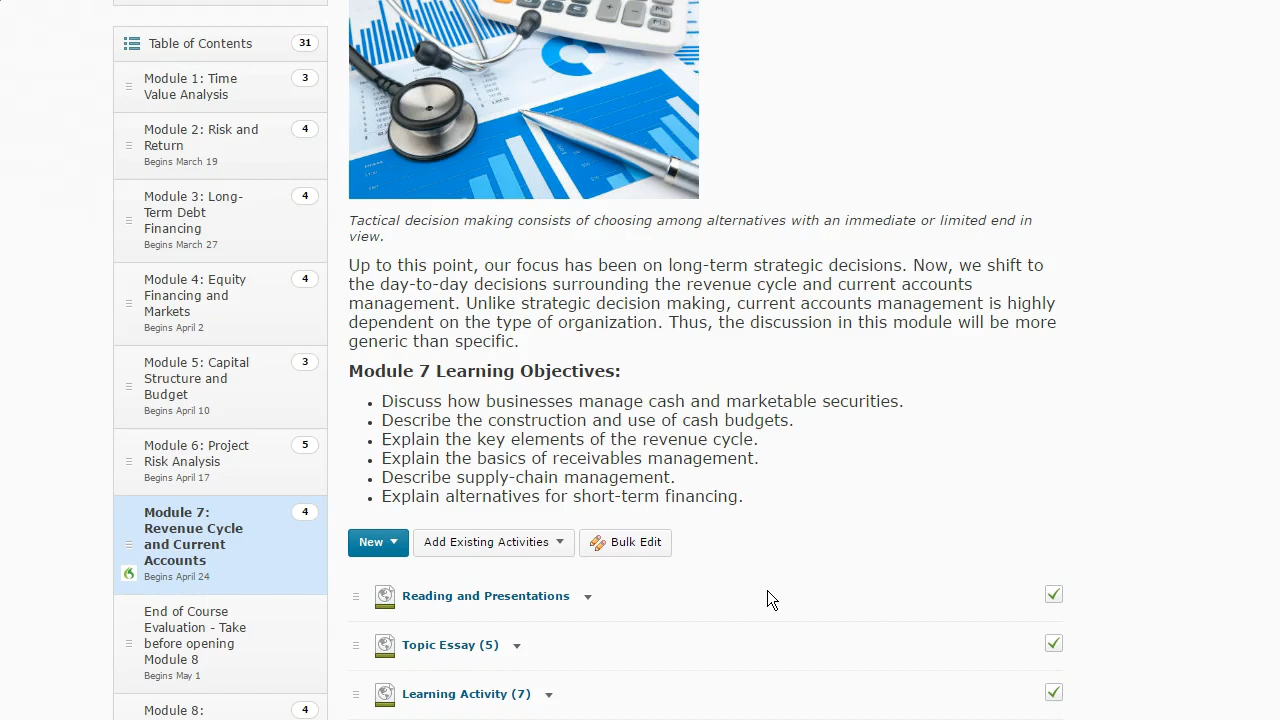 Table of Contents 31
Module 1: Time 3
Value Analysis
Module 2: Risk and 4
Return
Begins March 19
Module 3: Long- 4
Term Debt
Financing
Begins March 27
Module 4: Equity 4
Financing and
Markets
Begins April 2
Module 5: Capital 3
Structure and
Budget
Begins April 10
Module 6: Project 5
Risk Analysis
Begins April 17
Module 7: 4
Revenue Cycle
and Current
Accounts
Begins April 24
End of Course
Evaluation - Take
before opening
Module 8
Begins May 1
Module 8: 4
Tactical decision making consists of choosing among alternatives with an immediate or limited end in
view.
Up to this point, our focus has been on long-term strategic decisions. Now, we shift to
the day-to-day decisions surrounding the revenue cycle and current accounts
management. Unlike strategic decision making, current accounts management is highly
dependent on the type of organization. Thus, the discussion in this module will be more
generic than specific.
Module 7 Learning Objectives:
• Discuss how businesses manage cash and marketable securities.
• Describe the construction and use of cash budgets.
• Explain the key elements of the revenue cycle.
• Explain the basics of receivables management.
• Describe supply-chain management.
• Explain alternatives for short-term financing.
New Add Existing Activities Bulk Edit
Reading and Presentations
Topic Essay (5)
Learning Activity (7)